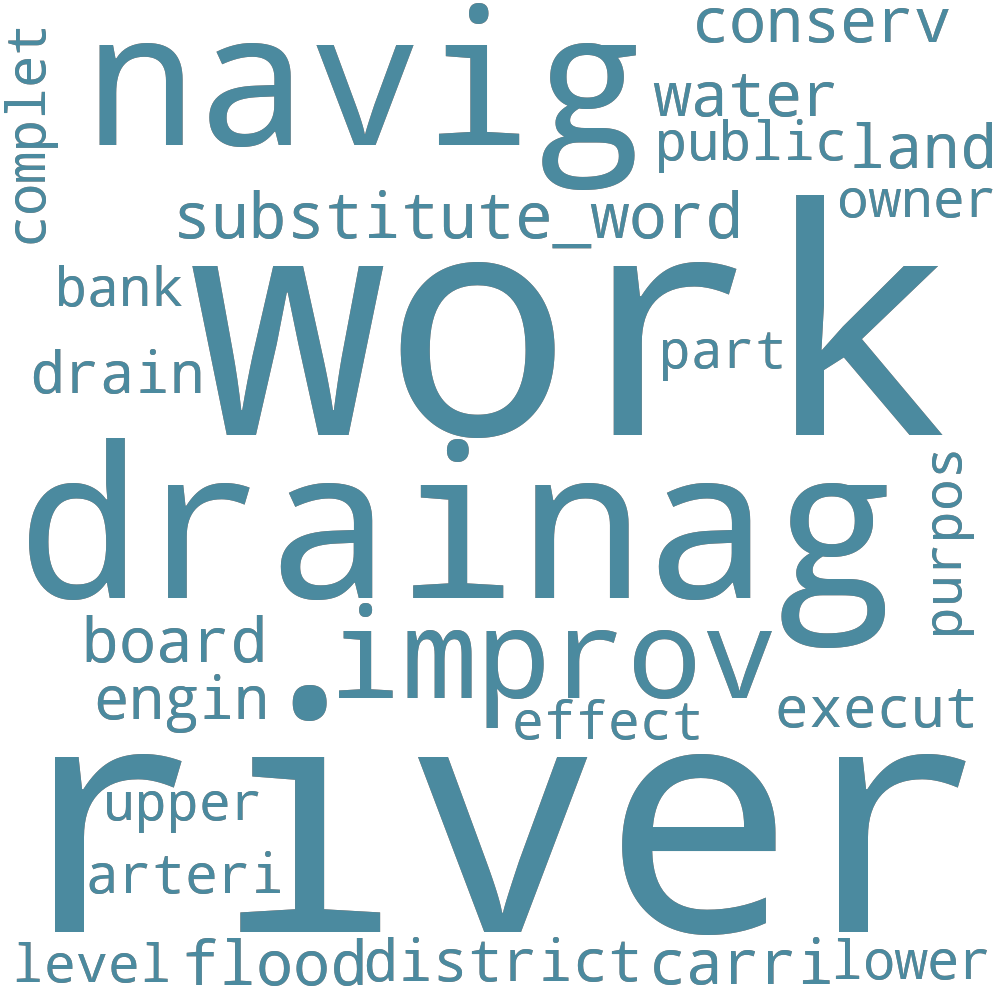 navig
conserv
complet
water
public
land
owner
substitute_word
work
bank
part
drain
drainag
purpos
board
improv
engin
effect
execut
river
upper
arteri
level
flood
district
carri
lower